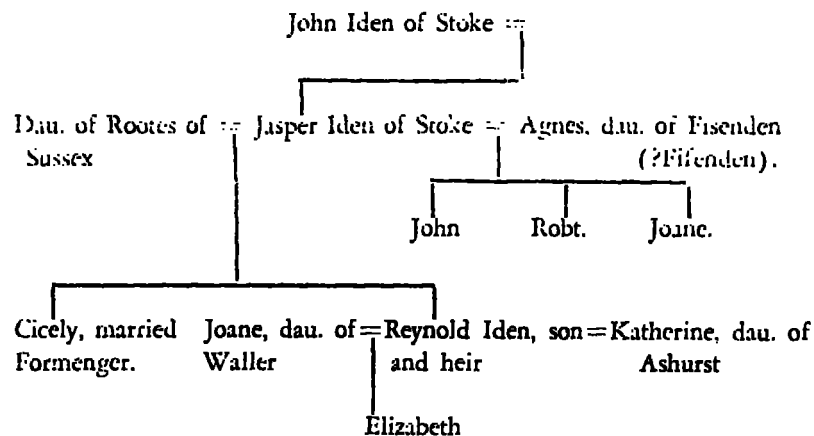 John Iden of Stoke =
Dau. of Rootes of = Jasper Iden of Stoke = Agnes, dau. of Fisenden
Sussex (?Fifenden).
John Robt. Joane.
Cicely, married Joane, dau. of=Reynold Iden, son=Katherine, dau. of
Formenger. Waller and heir Ashurst
Elizabeth